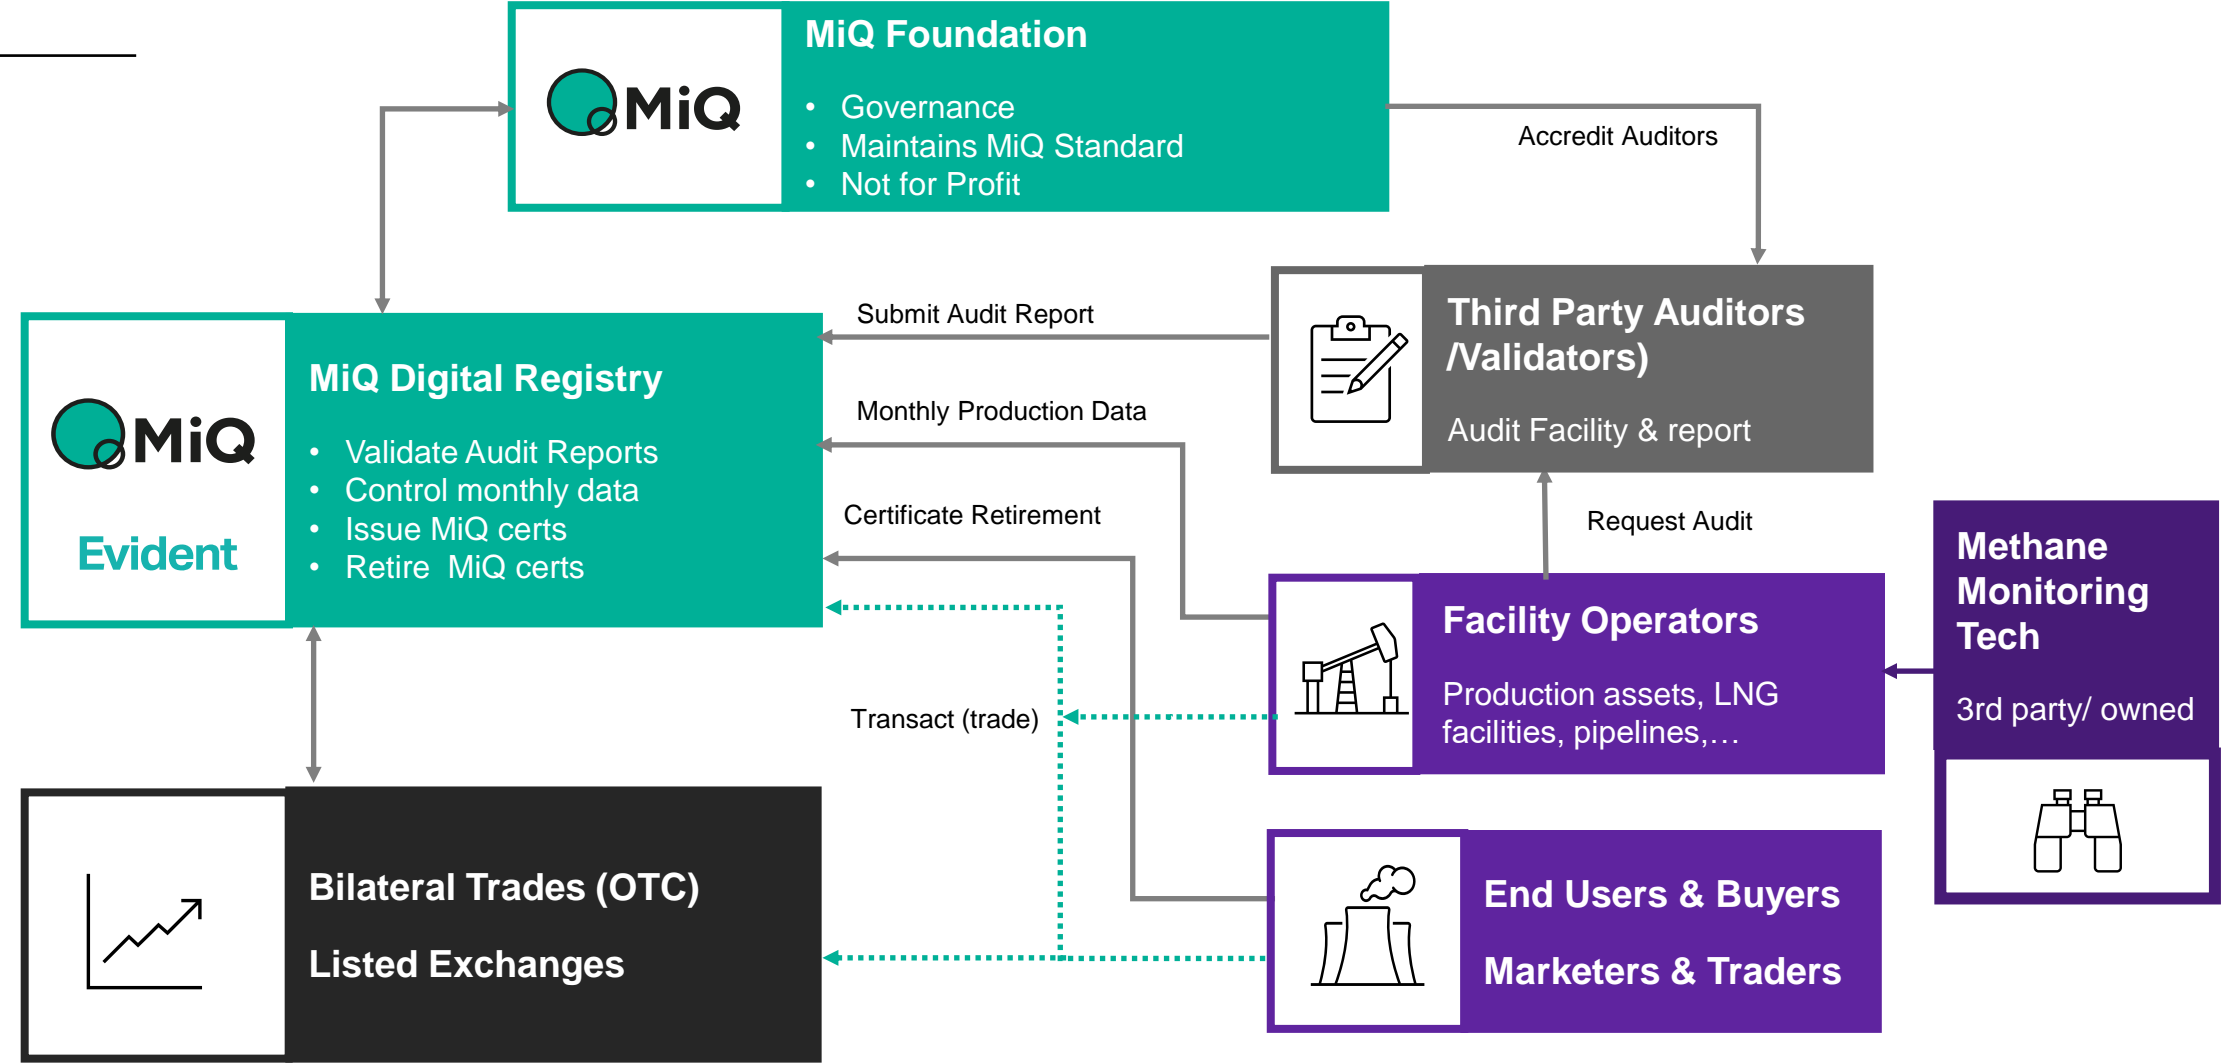 MiQ
MiQ Foundation
• Governance
• Maintains MiQ Standard
• Not for Profit
Accredit Auditors
MiQ
Evident
MiQ Digital Registry
• Validate Audit Reports
• Control monthly data
• Issue MiQ certs
• Retire  MiQ certs
Submit Audit Report
Monthly Production Data
Certificate Retirement
Transact (trade)
Third Party Auditors
/Validators)
Audit Facility & report
Request Audit
Facility Operators
Production assets, LNG
facilities, pipelines,…
Methane
Monitoring
Tech
3rd party/ owned
Bilateral Trades (OTC)
Listed Exchanges
End Users & Buyers
Marketers & Traders